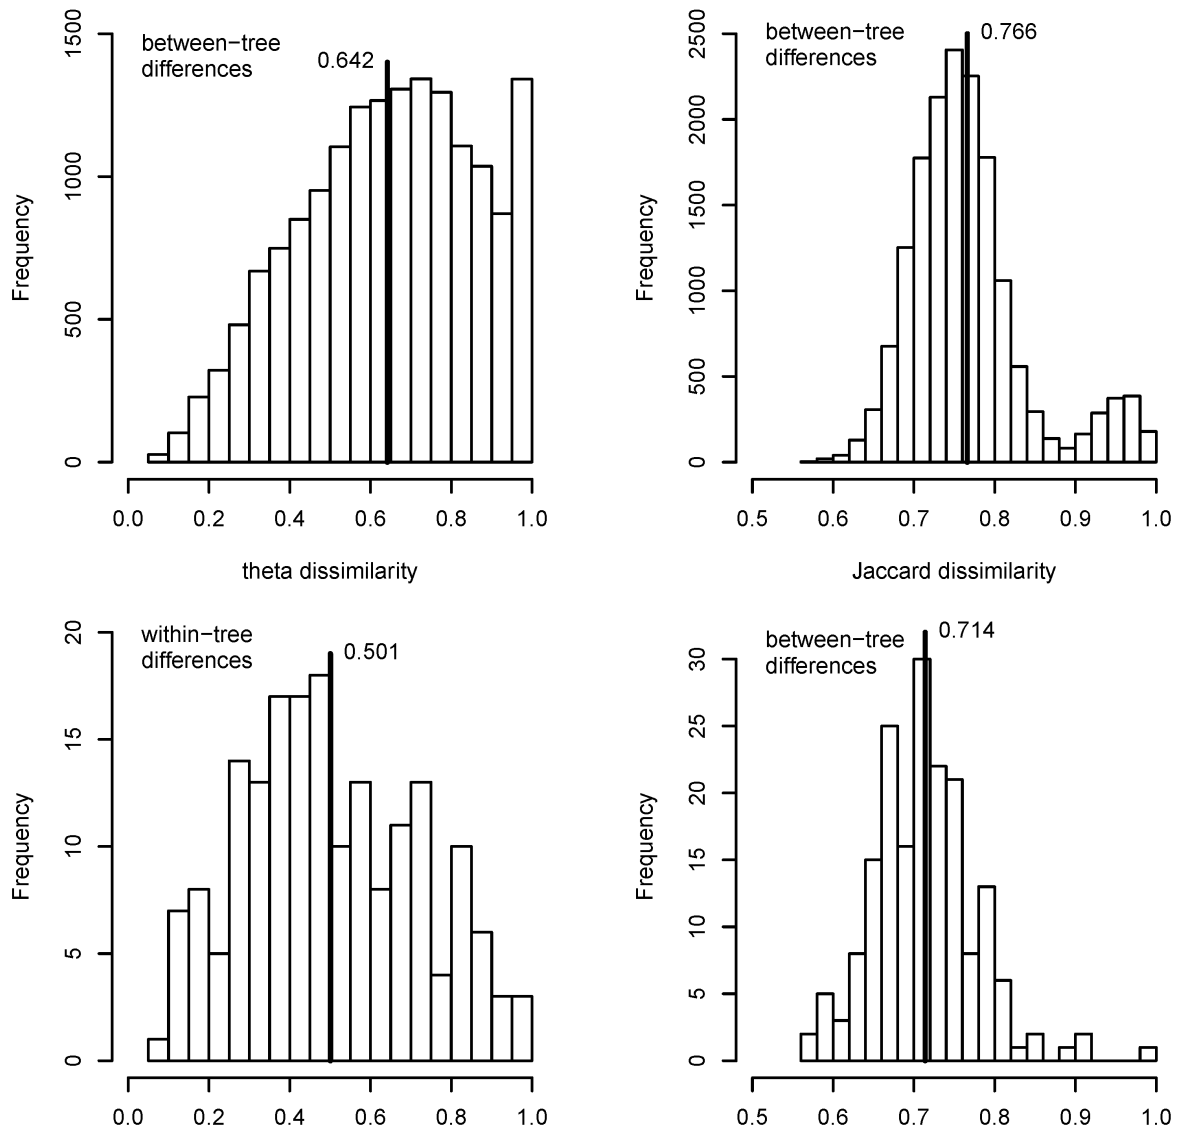 between−tree
differences
0.642
1500
1000
500
0
Frequency
0.0 0.2 0.4 0.6 0.8 1.0
theta dissimilarity
between−tree
differences
0.766
2500
2000
1500
1000
500
0
Frequency
0.5 0.6 0.7 0.8 0.9 1.0
Jaccard dissimilarity
within−tree
differences
0.501
20
15
10
5
0
Frequency
0.0 0.2 0.4 0.6 0.8 1.0
between−tree
differences
0.714
30
25
20
15
10
5
0
Frequency
0.5 0.6 0.7 0.8 0.9 1.0